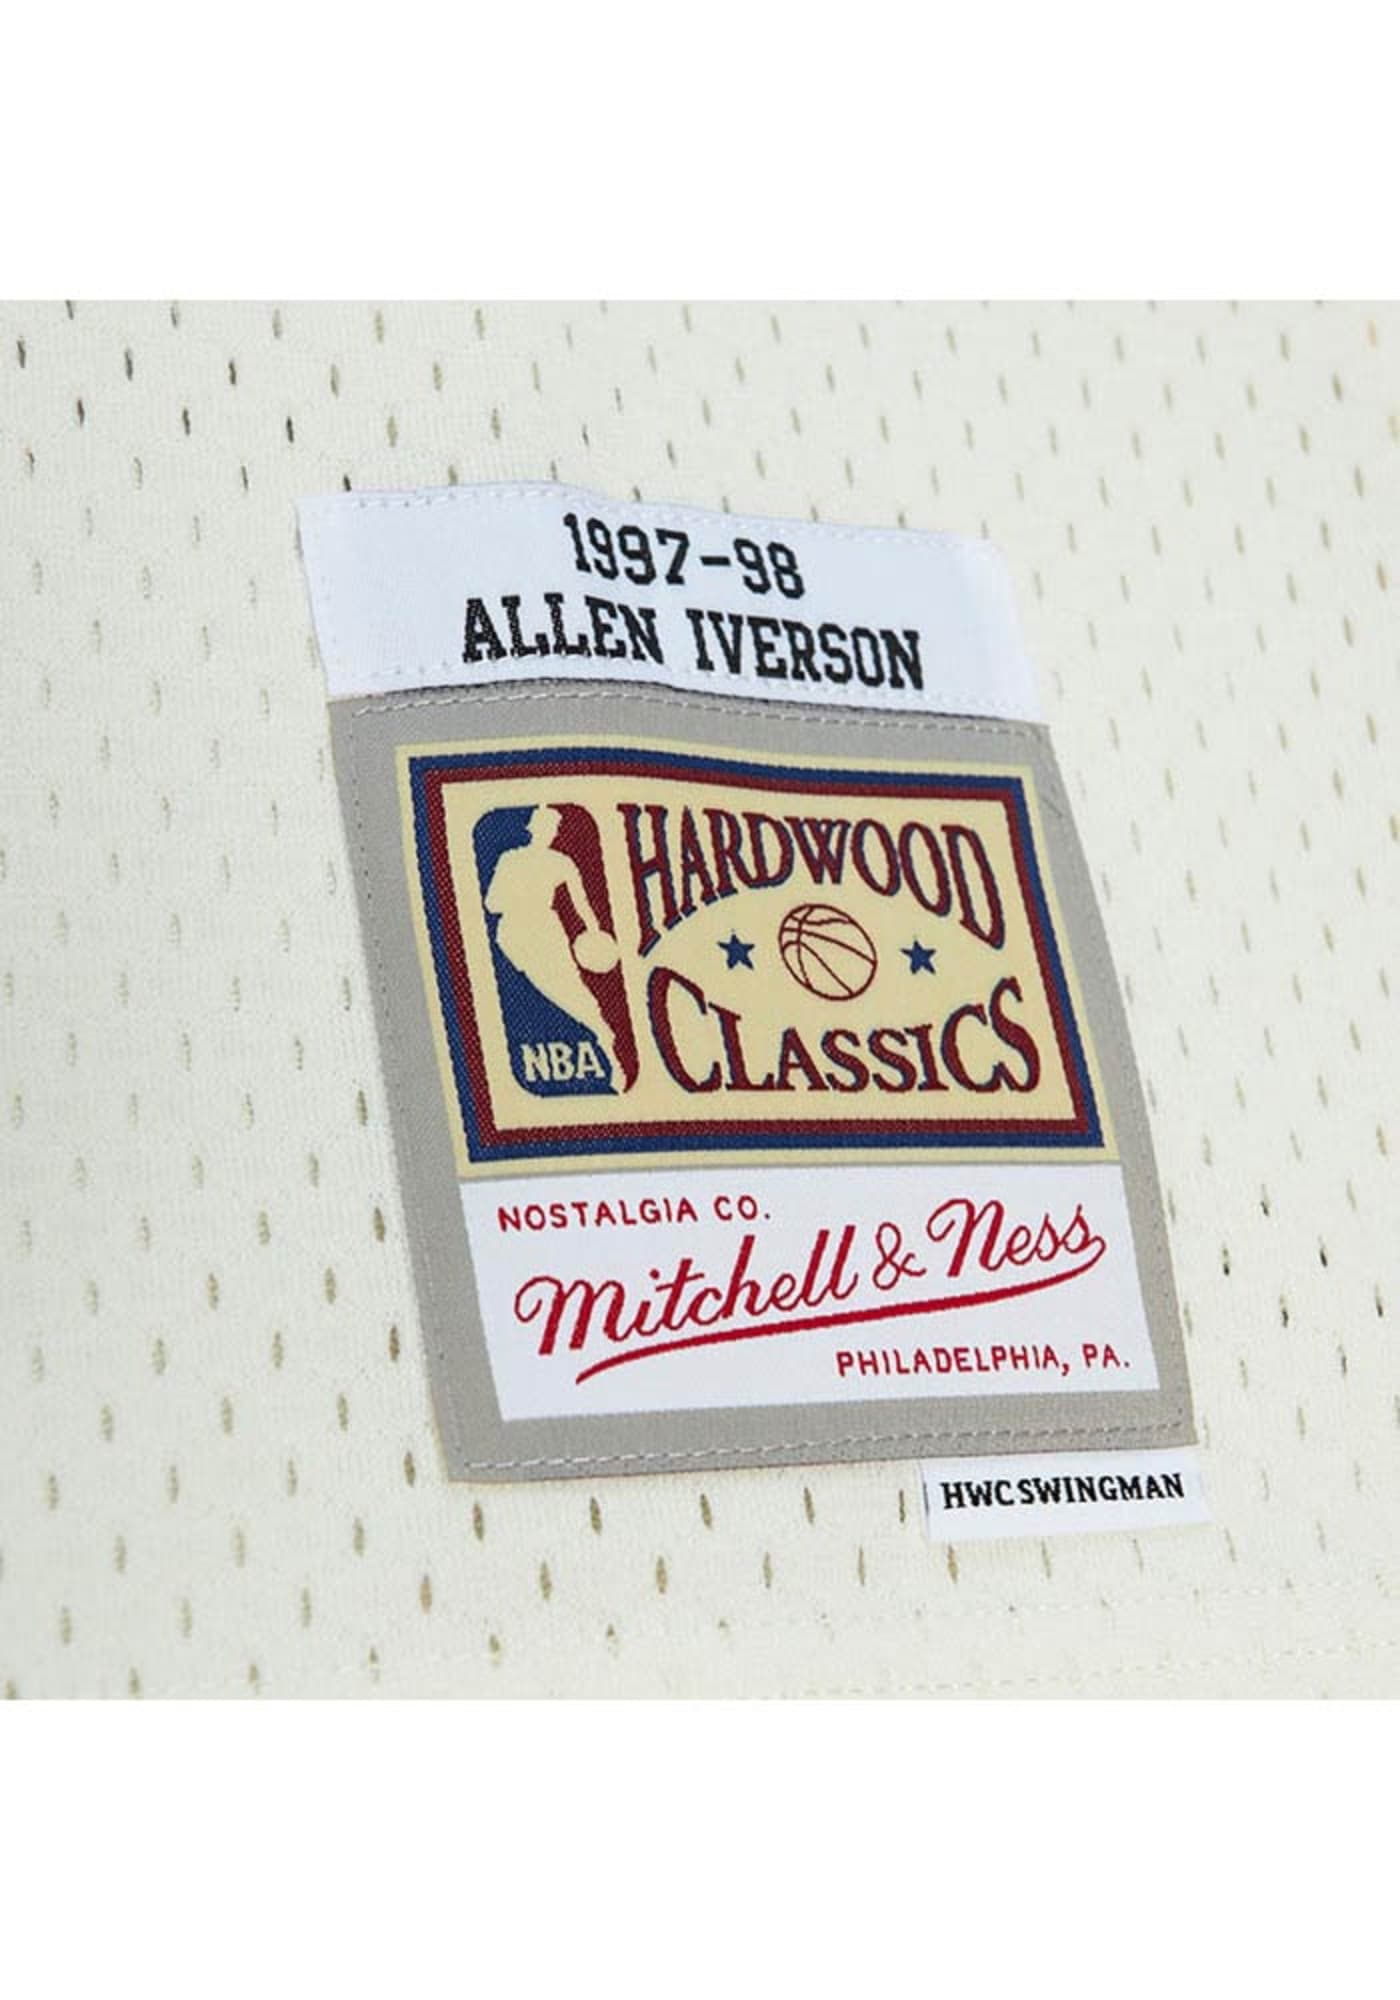 1997-98
ALLEN IVERSON
HARDWOOD
CLASSICS
NBA
NOSTALGIA CO.
Mitchell & Ness
PHILADELPHIA, PA.
HWC SWINGMAN